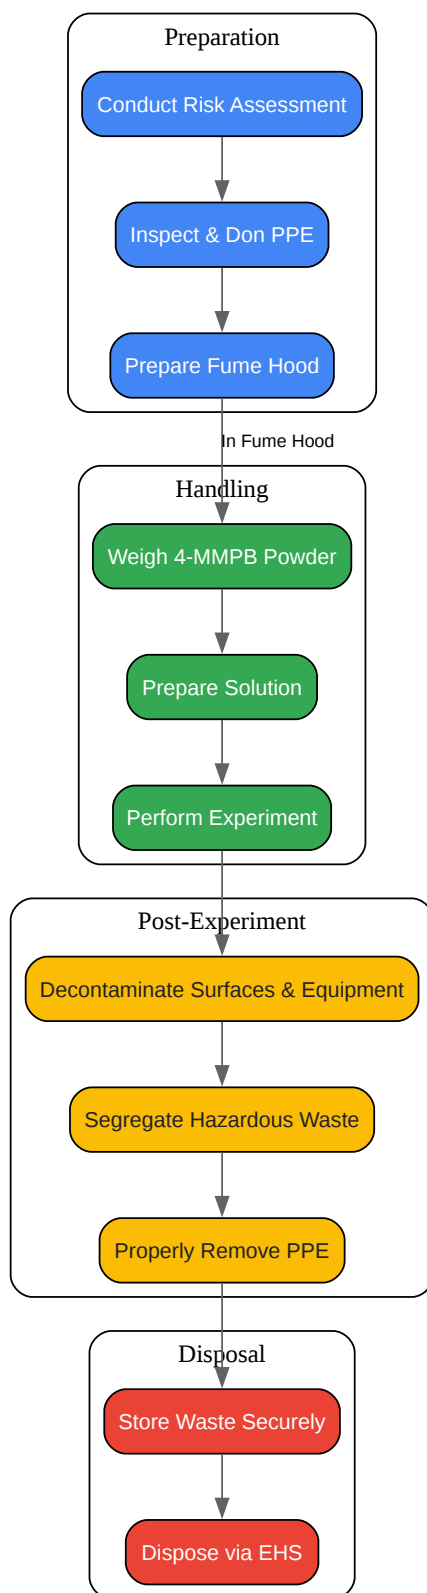 Preparation
Conduct Risk Assessment
Inspect & Don PPE
Prepare Fume Hood
In Fume Hood
Handling
Weigh 4-MMPB Powder
Prepare Solution
Perform Experiment
Post-Experiment
Decontaminate Surfaces & Equipment
Segregate Hazardous Waste
Properly Remove PPE
Disposal
Store Waste Securely
Dispose via EHS